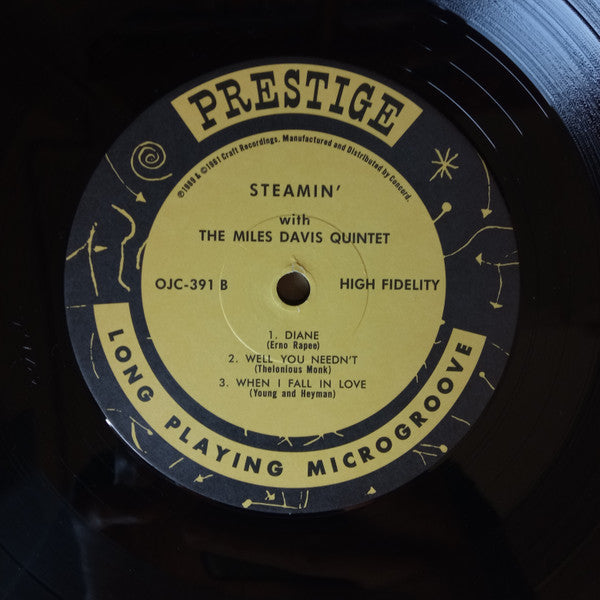 PRESTIGE
℗1989 & ©1961 Craft Recordings. Manufactured and Distributed by Concord.
STEAMIN'
with
THE MILES DAVIS QUINTET
OJC-391 B HIGH FIDELITY
1. DIANE
(Erno Rapee)
2. WELL YOU NEEDN'T
(Thelonious Monk)
3. WHEN I FALL IN LOVE
(Young and Heyman)
LONG PLAYING MICROGROOVE